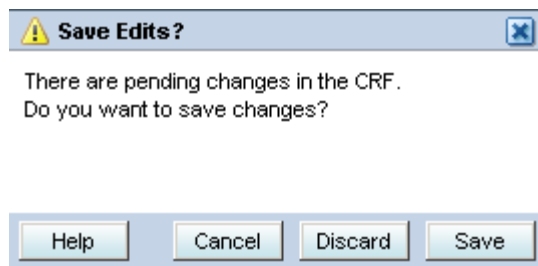 Save Edits?
There are pending changes in the CRF.
Do you want to save changes?
Help Cancel Discard Save